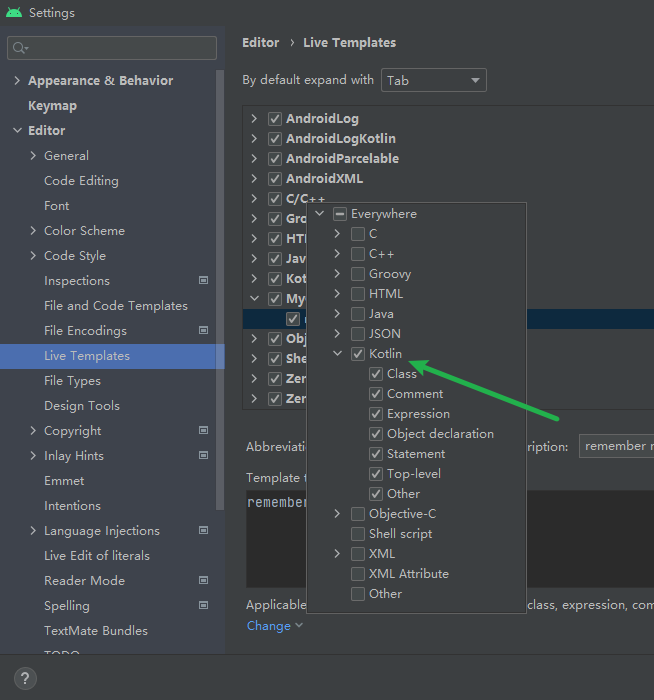 Settings
Appearance & Behavior
Keymap
Editor
General
Code Editing
Font
Color Scheme
Code Style
Inspections
File and Code Templates
File Encodings
Live Templates
File Types
Design Tools
Copyright
Inlay Hints
Emmet
Intentions
Language Injections
Live Edit of literals
Reader Mode
Spelling
TextMate Bundles
TODO
?
Editor › Live Templates
By default expand with Tab
AndroidLog
AndroidLogKotlin
AndroidParcelable
AndroidXML
C/C++
Gro
HT
Jav
Kot
My
Obj
She
Zen
Zen
Everywhere
C
C++
Groovy
HTML
Java
JSON
Kotlin
Class
Comment
Expression
Object declaration
Statement
Top-level
Other
Objective-C
Shell script
XML
XML Attribute
Other
Abbreviatio ription: remember r
Template t
remember
Applicable class, expression, com
Change